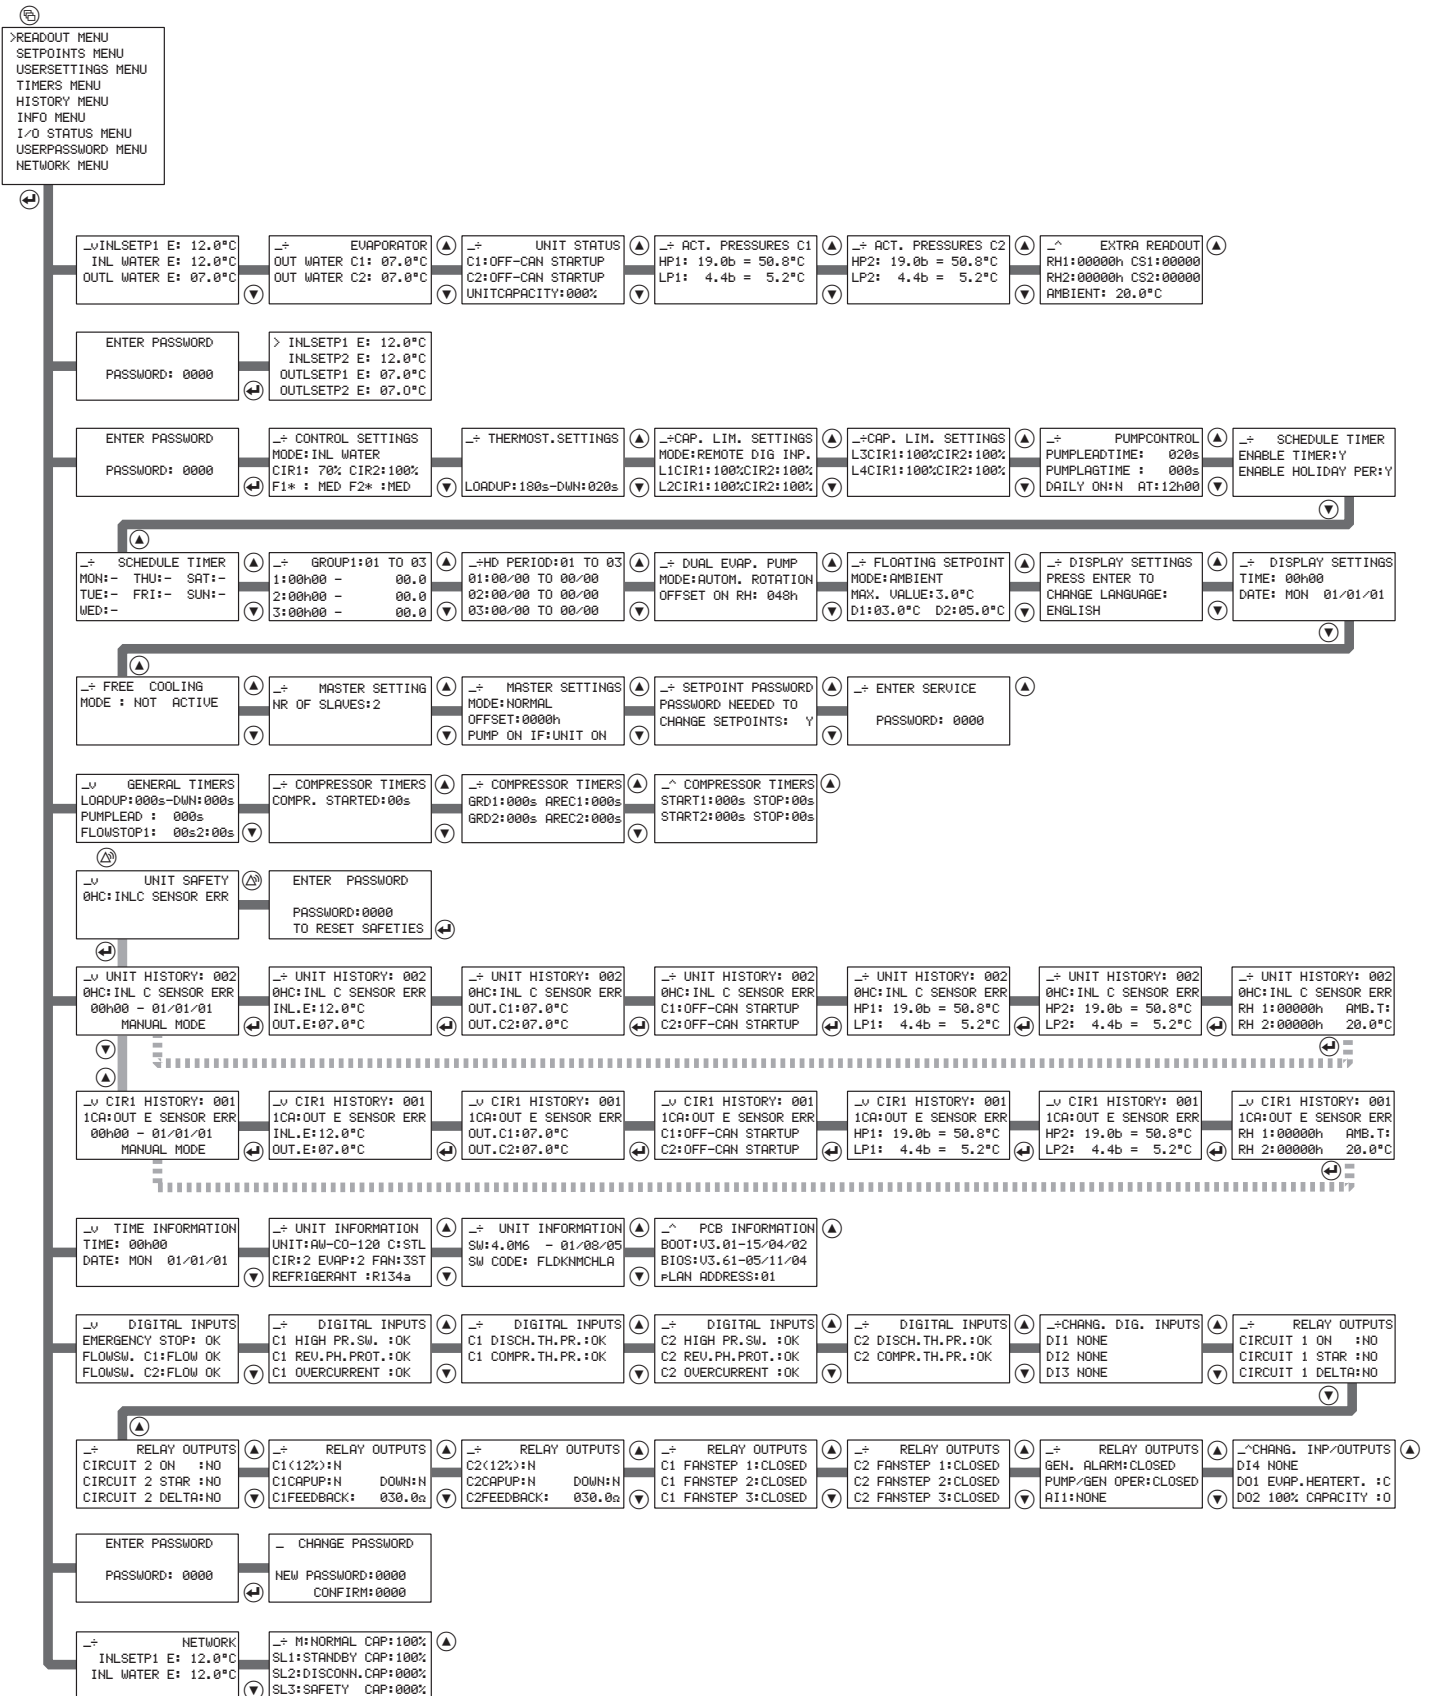 >READOUT MENU
SETPOINTS MENU
USERSETTINGS MENU
TIMERS MENU
HISTORY MENU
INFO MENU
I/O STATUS MENU
USERPASSWORD MENU
NETWORK MENU
_vINLSETP1 E: 12.0°C
INL WATER E: 12.0°C
OUTL WATER E: 07.0°C
_÷ EVAPORATOR
OUT WATER C1: 07.0°C
OUT WATER C2: 07.0°C
_÷ UNIT STATUS
C1:OFF-CAN STARTUP
C2:OFF-CAN STARTUP
UNITCAPACITY:000%
_÷ ACT. PRESSURES C1
HP1: 19.0b = 50.8°C
LP1: 4.4b = 5.2°C
_÷ ACT. PRESSURES C2
HP2: 19.0b = 50.8°C
LP2: 4.4b = 5.2°C
_^ EXTRA READOUT
RH1:00000h CS1:00000
RH2:00000h CS2:00000
AMBIENT: 20.0°C
ENTER PASSWORD
PASSWORD: 0000
> INLSETP1 E: 12.0°C
INLSETP2 E: 12.0°C
OUTLSETP1 E: 07.0°C
OUTLSETP2 E: 07.0°C
ENTER PASSWORD
PASSWORD: 0000
_÷ CONTROL SETTINGS
MODE:INL WATER
CIR1: 70% CIR2:100%
F1* : MED F2* :MED
_÷ THERMOST.SETTINGS
LOADUP:180s-DWN:020s
_÷CAP. LIM. SETTINGS
MODE:REMOTE DIG INP.
L1CIR1:100%CIR2:100%
L2CIR1:100%CIR2:100%
_÷CAP. LIM. SETTINGS
L3CIR1:100%CIR2:100%
L4CIR1:100%CIR2:100%
_÷ PUMPCONTROL
PUMPLEADTIME: 020s
PUMPLAGTIME : 000s
DAILY ON:N AT:12h00
_÷ SCHEDULE TIMER
ENABLE TIMER:Y
ENABLE HOLIDAY PER:Y
_÷ SCHEDULE TIMER
MON:- THU:- SAT:-
TUE:- FRI:- SUN:-
WED:-
_÷ GROUP1:01 TO 03
1:00h00 - 00.0
2:00h00 - 00.0
3:00h00 - 00.0
_÷HD PERIOD:01 TO 03
01:00/00 TO 00/00
02:00/00 TO 00/00
03:00/00 TO 00/00
_÷ DUAL EVAP. PUMP
MODE:AUTOM. ROTATION
OFFSET ON RH: 048h
_÷ FLOATING SETPOINT
MODE:AMBIENT
MAX. VALUE:3.0°C
D1:03.0°C D2:05.0°C
_÷ DISPLAY SETTINGS
PRESS ENTER TO
CHANGE LANGUAGE:
ENGLISH
_÷ DISPLAY SETTINGS
TIME: 00h00
DATE: MON 01/01/01
_÷ FREE COOLING
MODE : NOT ACTIVE
_÷ MASTER SETTING
NR OF SLAVES:2
_÷ MASTER SETTINGS
MODE:NORMAL
OFFSET:0000h
PUMP ON IF:UNIT ON
_÷ SETPOINT PASSWORD
PASSWORD NEEDED TO
CHANGE SETPOINTS: Y
_÷ ENTER SERVICE
PASSWORD: 0000
_v GENERAL TIMERS
LOADUP:000s-DWN:000s
PUMPLEAD : 000s
FLOWSTOP1: 00s2:00s
_÷ COMPRESSOR TIMERS
COMPR. STARTED:00s
_÷ COMPRESSOR TIMERS
GRD1:000s AREC1:000s
GRD2:000s AREC2:000s
_^ COMPRESSOR TIMERS
START1:000s STOP:00s
START2:000s STOP:00s
_v UNIT SAFETY
0HC:INLC SENSOR ERR
ENTER PASSWORD
PASSWORD:0000
TO RESET SAFETIES
_v UNIT HISTORY: 002
0HC:INL C SENSOR ERR
00h00 - 01/01/01
MANUAL MODE
_÷ UNIT HISTORY: 002
0HC:INL C SENSOR ERR
INL.E:12.0°C
OUT.E:07.0°C
_÷ UNIT HISTORY: 002
0HC:INL C SENSOR ERR
OUT.C1:07.0°C
OUT.C2:07.0°C
_÷ UNIT HISTORY: 002
0HC:INL C SENSOR ERR
C1:OFF-CAN STARTUP
C2:OFF-CAN STARTUP
_÷ UNIT HISTORY: 002
0HC:INL C SENSOR ERR
HP1: 19.0b = 50.8°C
LP1: 4.4b = 5.2°C
_÷ UNIT HISTORY: 002
0HC:INL C SENSOR ERR
HP2: 19.0b = 50.8°C
LP2: 4.4b = 5.2°C
_÷ UNIT HISTORY: 002
0HC:INL C SENSOR ERR
RH 1:00000h AMB.T:
RH 2:00000h 20.0°C
_v CIR1 HISTORY: 001
1CA:OUT E SENSOR ERR
00h00 - 01/01/01
MANUAL MODE
_v CIR1 HISTORY: 001
1CA:OUT E SENSOR ERR
INL.E:12.0°C
OUT.E:07.0°C
_v CIR1 HISTORY: 001
1CA:OUT E SENSOR ERR
OUT.C1:07.0°C
OUT.C2:07.0°C
_v CIR1 HISTORY: 001
1CA:OUT E SENSOR ERR
C1:OFF-CAN STARTUP
C2:OFF-CAN STARTUP
_v CIR1 HISTORY: 001
1CA:OUT E SENSOR ERR
HP1: 19.0b = 50.8°C
LP1: 4.4b = 5.2°C
_v CIR1 HISTORY: 001
1CA:OUT E SENSOR ERR
HP2: 19.0b = 50.8°C
LP2: 4.4b = 5.2°C
_v CIR1 HISTORY: 001
1CA:OUT E SENSOR ERR
RH 1:00000h AMB.T:
RH 2:00000h 20.0°C
_v TIME INFORMATION
TIME: 00h00
DATE: MON 01/01/01
_÷ UNIT INFORMATION
UNIT:AW-CO-120 C:STL
CIR:2 EVAP:2 FAN:3ST
REFRIGERANT :R134a
_÷ UNIT INFORMATION
SW:4.0M6 - 01/08/05
SW CODE: FLDKNMCHLA
_^ PCB INFORMATION
BOOT:V3.01-15/04/02
BIOS:V3.61-05/11/04
pLAN ADDRESS:01
_v DIGITAL INPUTS
EMERGENCY STOP: OK
FLOWSW. C1:FLOW OK
FLOWSW. C2:FLOW OK
_÷ DIGITAL INPUTS
C1 HIGH PR.SW. :OK
C1 REV.PH.PROT.:OK
C1 OVERCURRENT :OK
_÷ DIGITAL INPUTS
C1 DISCH.TH.PR.:OK
C1 COMPR.TH.PR.:OK
_÷ DIGITAL INPUTS
C2 HIGH PR.SW. :OK
C2 REV.PH.PROT.:OK
C2 OVERCURRENT :OK
_÷ DIGITAL INPUTS
C2 DISCH.TH.PR.:OK
C2 COMPR.TH.PR.:OK
_÷CHANG. DIG. INPUTS
DI1 NONE
DI2 NONE
DI3 NONE
_÷ RELAY OUTPUTS
CIRCUIT 1 ON :NO
CIRCUIT 1 STAR :NO
CIRCUIT 1 DELTA:NO
_÷ RELAY OUTPUTS
CIRCUIT 2 ON :NO
CIRCUIT 2 STAR :NO
CIRCUIT 2 DELTA:NO
_÷ RELAY OUTPUTS
C1(12%):N
C1CAPUP:N DOWN:N
C1FEEDBACK: 030.0Ω
_÷ RELAY OUTPUTS
C2(12%):N
C2CAPUP:N DOWN:N
C2FEEDBACK: 030.0Ω
_÷ RELAY OUTPUTS
C1 FANSTEP 1:CLOSED
C1 FANSTEP 2:CLOSED
C1 FANSTEP 3:CLOSED
_÷ RELAY OUTPUTS
C2 FANSTEP 1:CLOSED
C2 FANSTEP 2:CLOSED
C2 FANSTEP 3:CLOSED
_÷ RELAY OUTPUTS
GEN. ALARM:CLOSED
PUMP/GEN OPER:CLOSED
AI1:NONE
_^CHANG. INP/OUTPUTS
DI4 NONE
DO1 EVAP.HEATERT. :C
DO2 100% CAPACITY :O
ENTER PASSWORD
PASSWORD: 0000
_ CHANGE PASSWORD
NEW PASSWORD:0000
CONFIRM:0000
_÷ NETWORK
INLSETP1 E: 12.0°C
INL WATER E: 12.0°C
_÷ M:NORMAL CAP:100%
SL1:STANDBY CAP:100%
SL2:DISCONN.CAP:000%
SL3:SAFETY CAP:000%